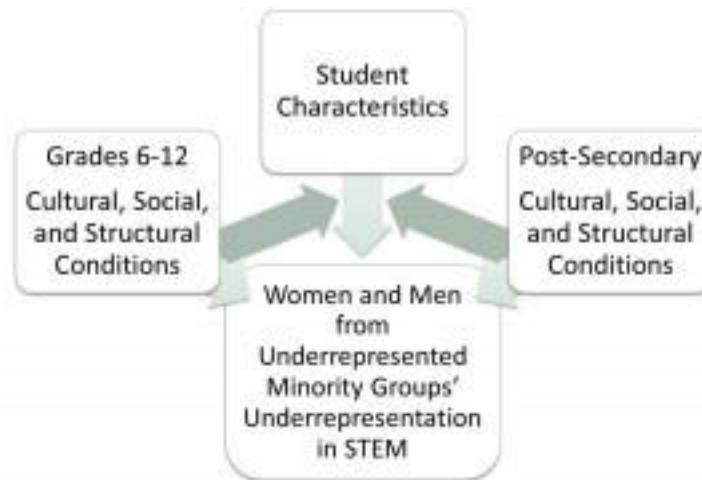 Student
Characteristics
Grades 6-12
Cultural, Social,
and Structural
Conditions
Post-Secondary
Cultural, Social,
and Structural
Conditions
Women and Men
from
Underrepresented
Minority Groups'
Underrepresentation
in STEM